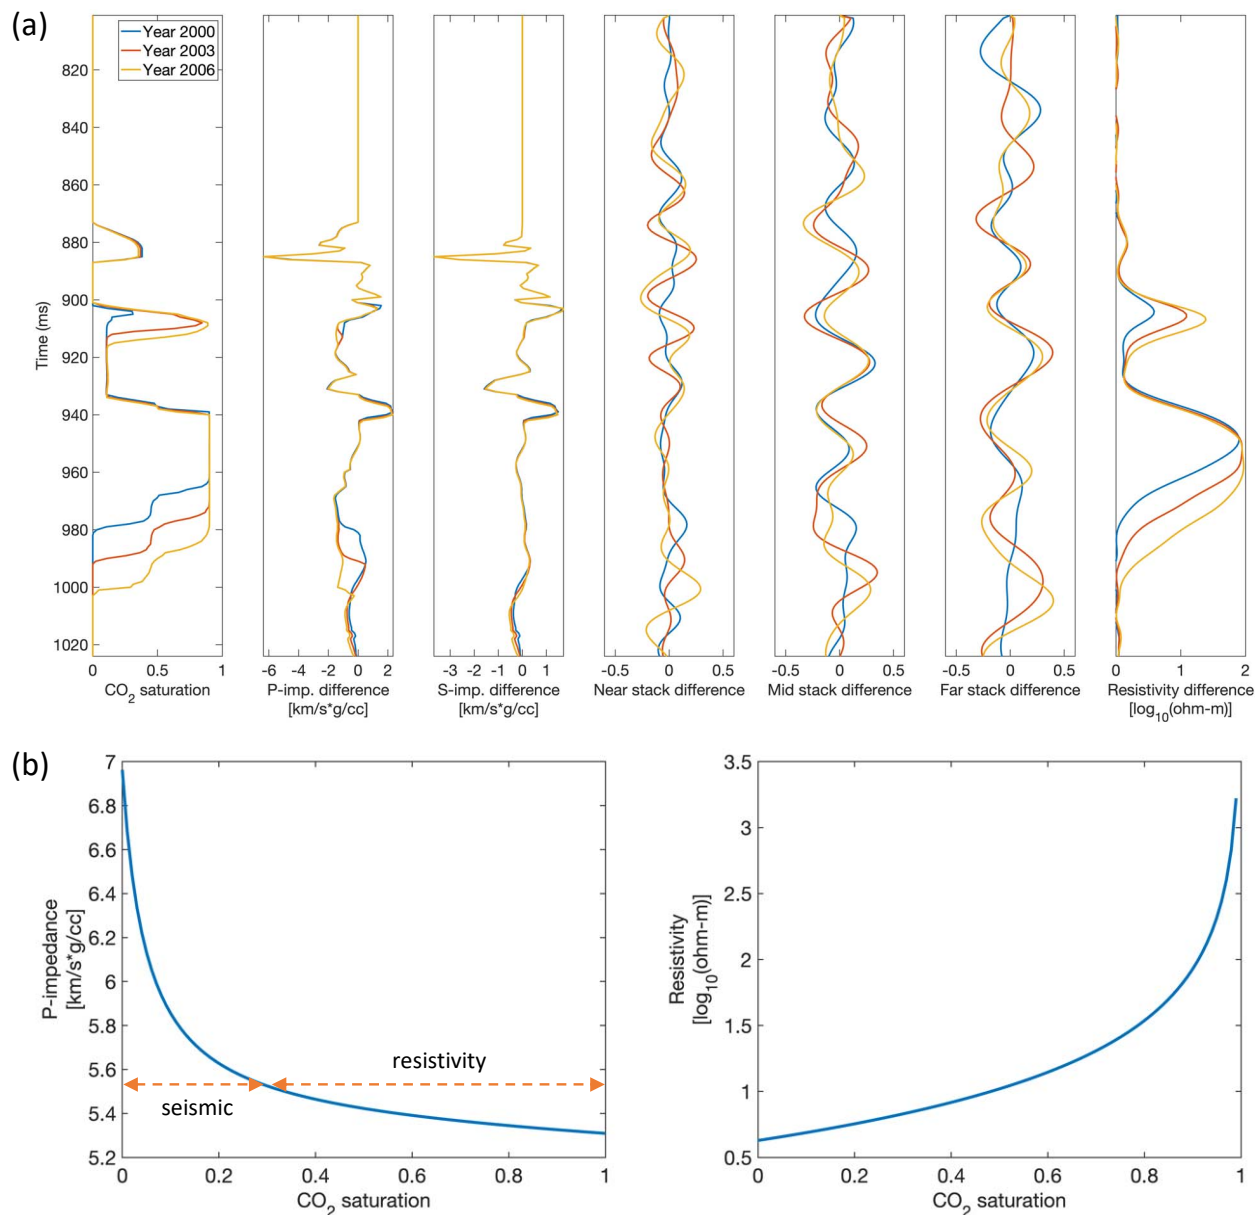 (a)
Year 2000
Year 2003
Year 2006
820
840
860
880
900
920
940
960
980
1000
1020
Time (ms)
0 0.5 1
CO2 saturation
-6 -4 -2 0 2
P-imp. difference
[km/s*g/cc]
-3 -2 -1 0 1
S-imp. difference
[km/s*g/cc]
-0.5 0 0.5
Near stack difference
-0.5 0 0.5
Mid stack difference
-0.5 0 0.5
Far stack difference
0 1 2
Resistivity difference
[log10(ohm-m)]
(b)
7
6.8
6.6
6.4
6.2
6
5.8
5.6
5.4
5.2
P-impedance
[km/s*g/cc]
resistivity
seismic
0 0.2 0.4 0.6 0.8 1
CO2 saturation
3.5
3
2.5
2
1.5
1
0.5
Resistivity
[log10(ohm-m)]
0 0.2 0.4 0.6 0.8 1
CO2 saturation